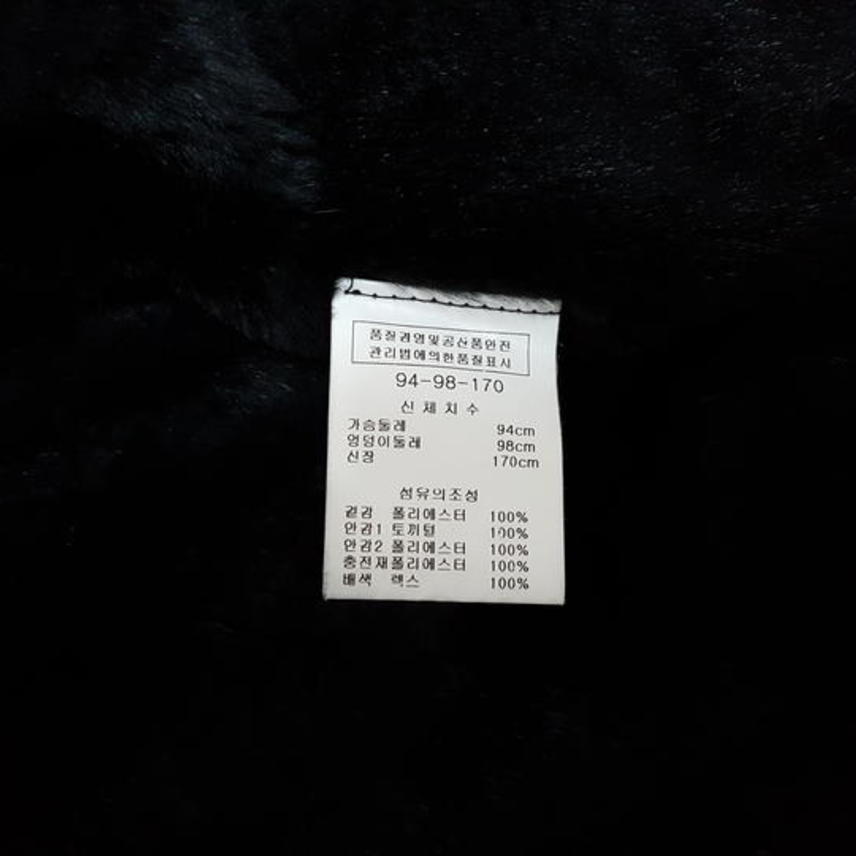 품질경영및공산품안전
관리법에의한품질표시
94-98-170
신 체 치 수
가슴둘레 94cm
엉덩이둘레 98cm
신장 170cm
섬유의조성
겉감 폴리에스터 100%
안감1 토끼털 100%
안감2 폴리에스터 100%
충전재폴리에스터 100%
배색 렉스 100%